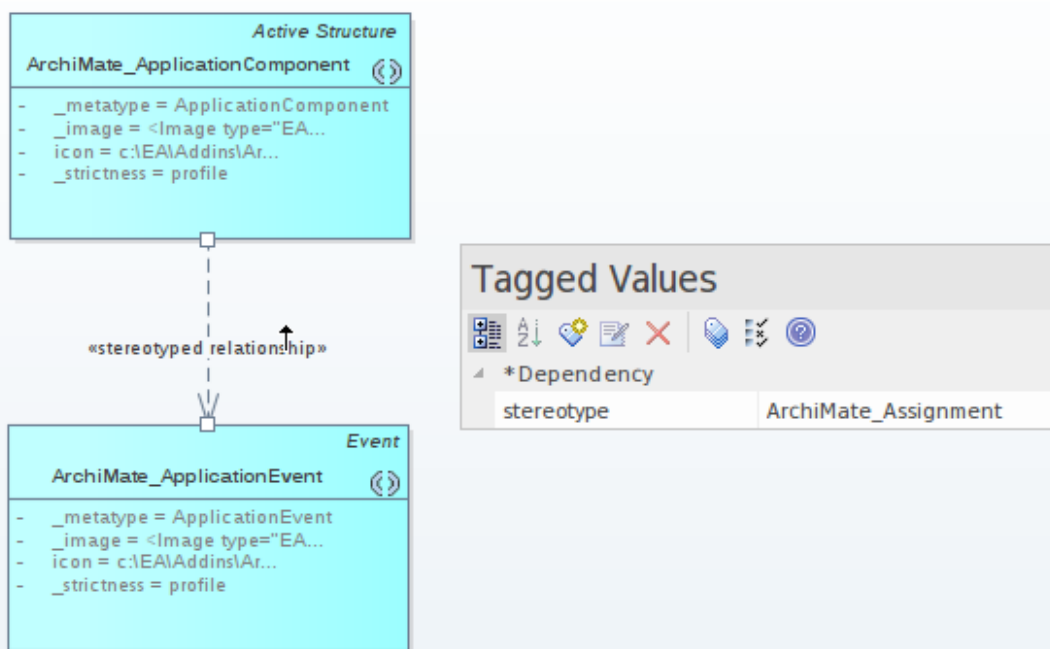 Active Structure
ArchiMate_ApplicationComponent
- _metatype = ApplicationComponent
- _image = <Image type="EA...
- icon = c:\EA\Addins\Ar...
- _strictness = profile
«stereotyped relationship»
Tagged Values
*Dependency
stereotype ArchiMate_Assignment
Event
ArchiMate_ApplicationEvent
- _metatype = ApplicationEvent
- _image = <Image type="EA...
- icon = c:\EA\Addins\Ar...
- _strictness = profile